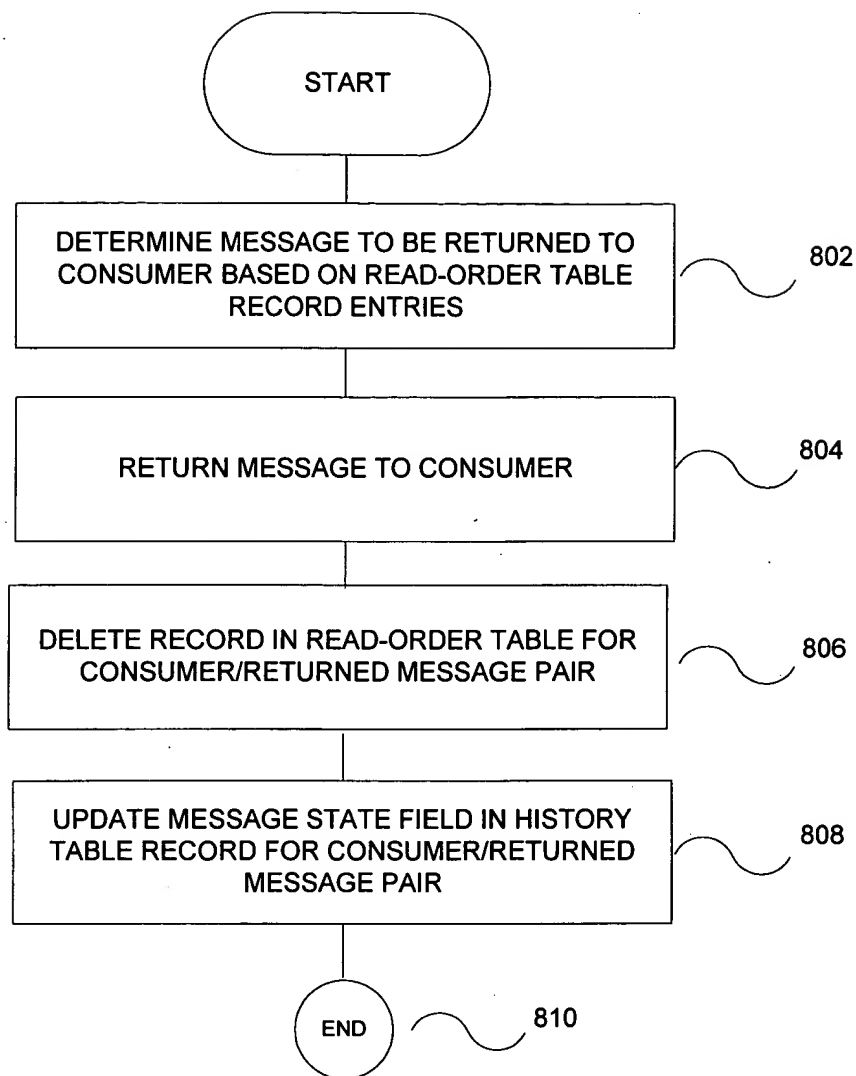 START
DETERMINE MESSAGE TO BE RETURNED TO
CONSUMER BASED ON READ-ORDER TABLE
RECORD ENTRIES
802
RETURN MESSAGE TO CONSUMER
804
DELETE RECORD IN READ-ORDER TABLE FOR
CONSUMER/RETURNED MESSAGE PAIR
806
UPDATE MESSAGE STATE FIELD IN HISTORY
TABLE RECORD FOR CONSUMER/RETURNED
MESSAGE PAIR
808
END
810